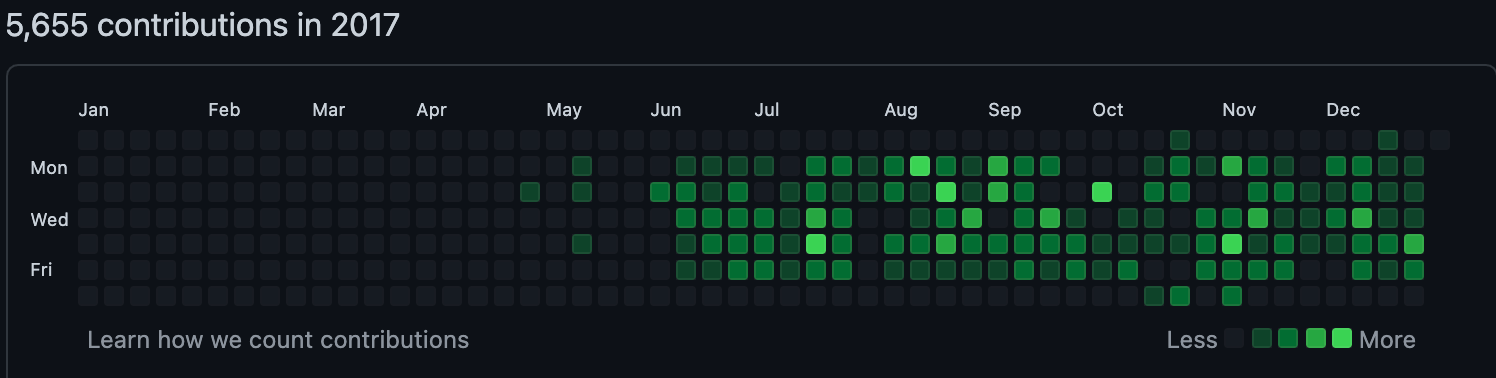 5,655 contributions in 2017
Jan Feb Mar Apr May Jun Jul Aug Sep Oct Nov Dec
Mon
Wed
Fri
Learn how we count contributions Less More